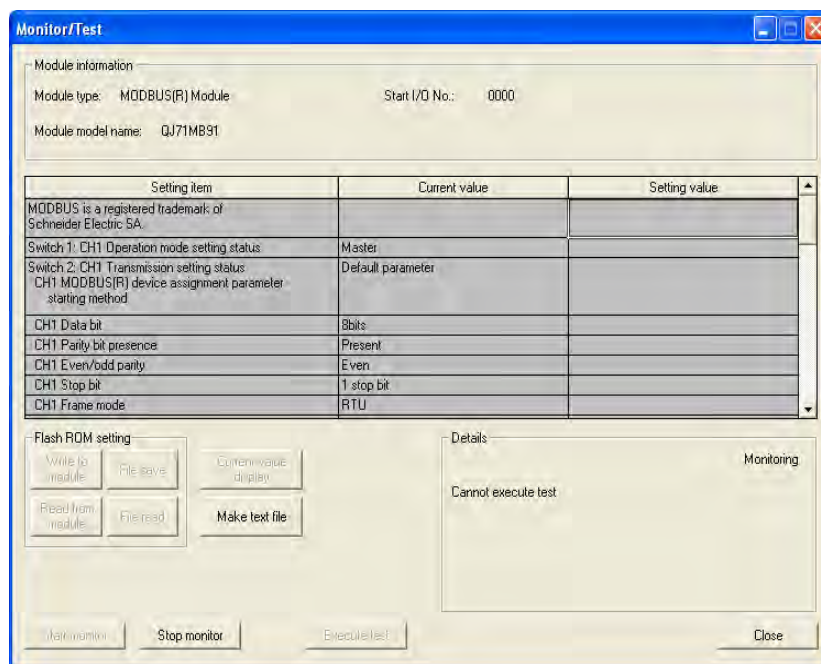 Monitor/Test
Module information
Module type: MODBUS(R) Module Start I/O No.: 0000
Module model name: QJ71MB91
Setting item Current value Setting value
MODBUS is a registered trademark of
Schneider Electric SA.
Switch 1: CH1 Operation mode setting status Master
Switch 2: CH1 Transmission setting status Default parameter
CH1 MODBUS(R) device assignment parameter
starting method
CH1 Data bit 8bits
CH1 Parity bit presence Present
CH1 Even/odd parity Even
CH1 Stop bit 1 stop bit
CH1 Frame mode RTU
Flash ROM setting
Write to
module
File save
Current value
display
Read from
module
File read
Make text file
Details
Monitoring
Cannot execute test
Start monitor Stop monitor Execute test Close